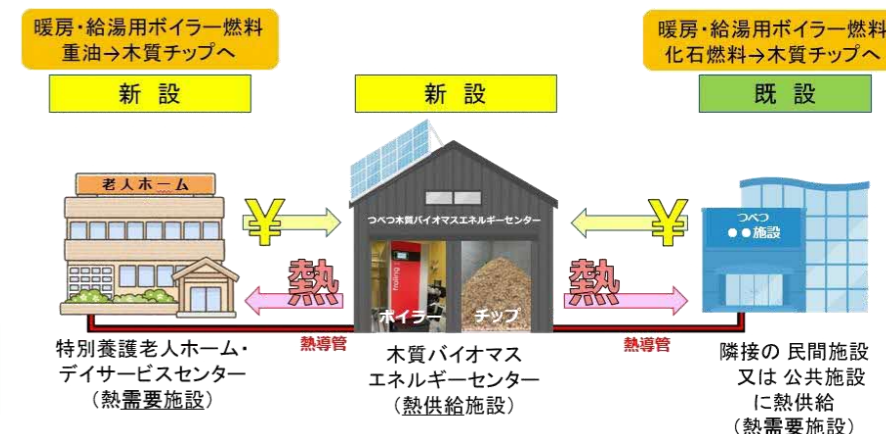 暖房・給湯用ボイラー燃料
重油→木質チップへ
新 設
新 設
暖房・給湯用ボイラー燃料
化石燃料→木質チップへ
既 設
老人ホーム
¥
熱
つべつ木質バイオマスエネルギーセンター
froling
ボイラー
チップ
¥
熱
つべつ
●●施設
熱導管
熱導管
特別養護老人ホーム・
デイサービスセンター
(熱需要施設)
木質バイオマス
エネルギーセンター
(熱供給施設)
隣接の 民間施設
又は 公共施設
に熱供給
(熱需要施設)